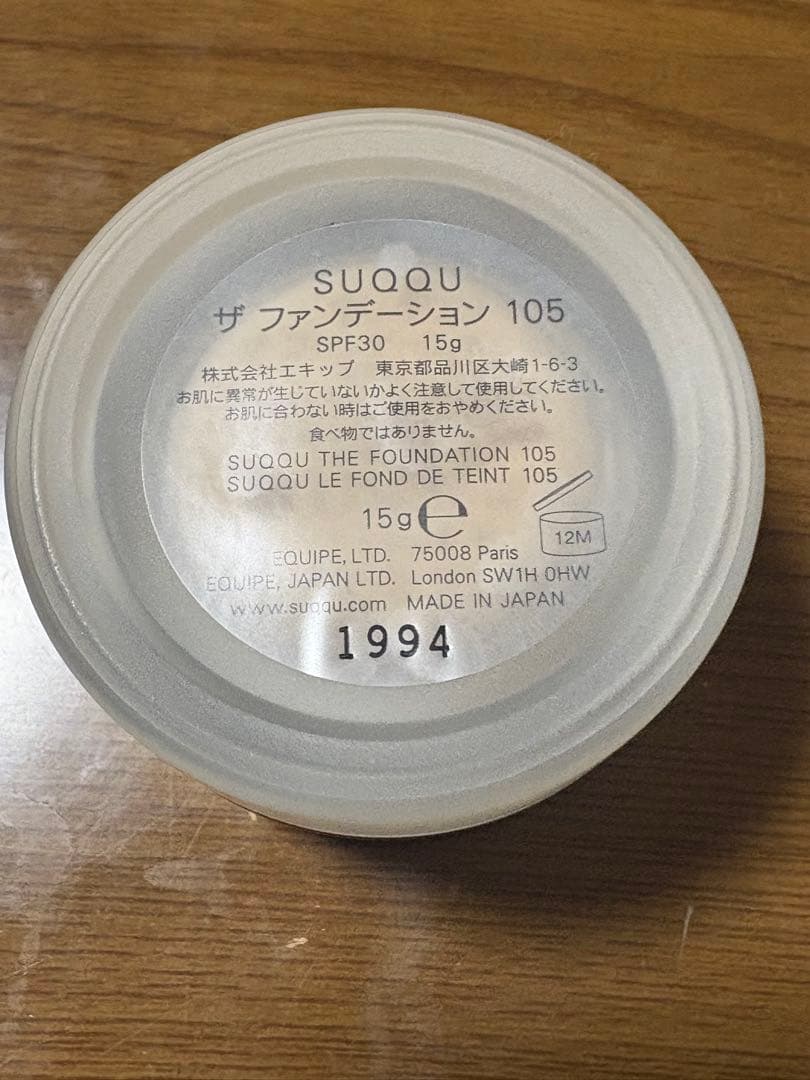 SUQQU
ザ ファンデーション 105
SPF30 15g
株式会社エキップ 東京都品川区大崎1-6-3
お肌に異常が生じていないかよく注意して使用してください。
お肌に合わない時はご使用をおやめください。
食べ物ではありません。
SUQQU THE FOUNDATION 105
SUQQU LE FOND DE TEINT 105
15g℮
12M
EQUIPE, LTD. 75008 Paris
EQUIPE, JAPAN LTD. London SW1H 0HW
www.suqqu.com MADE IN JAPAN
1994